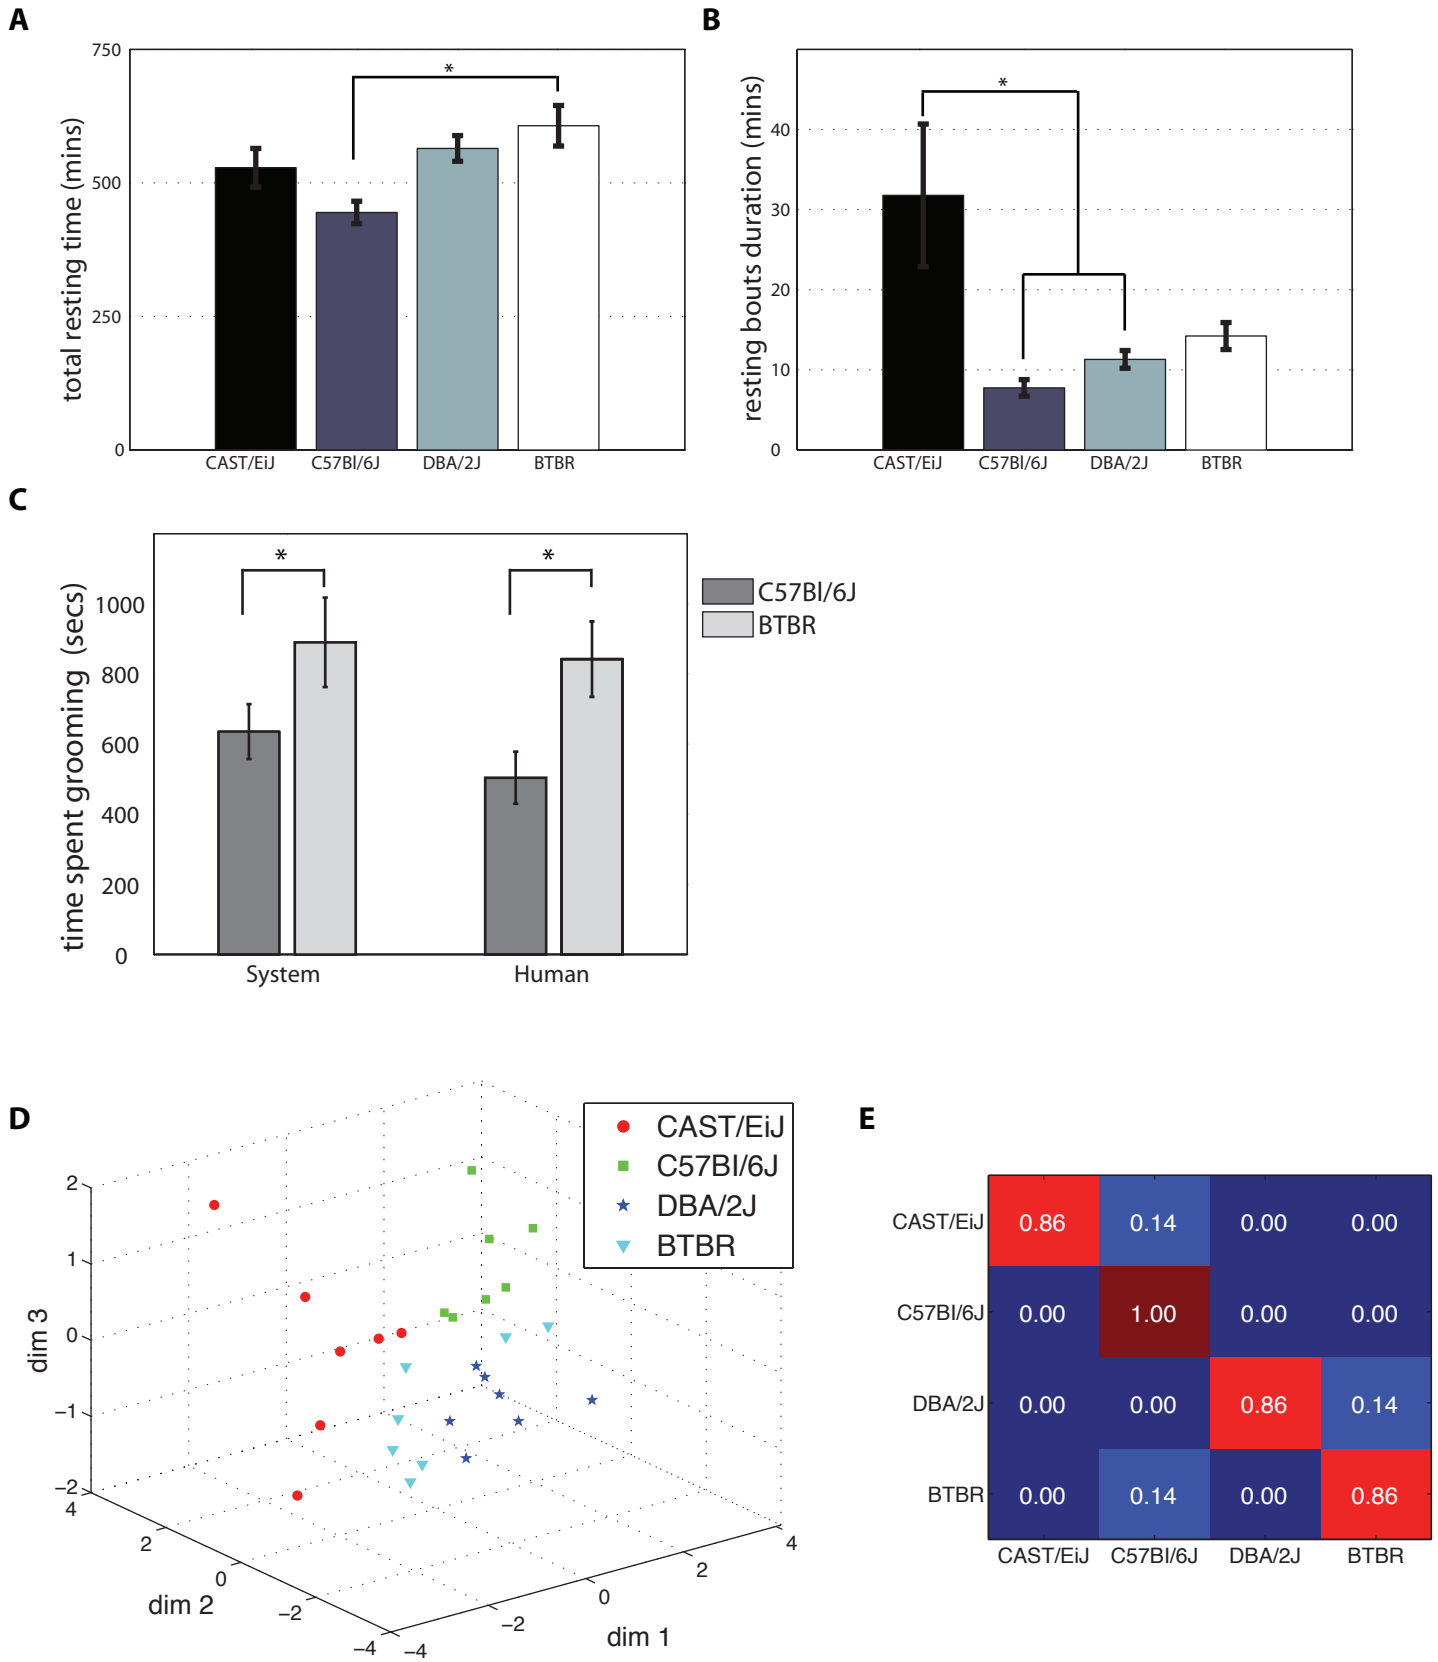 A
total resting time (mins)
750
500
250
0
*
CAST/EiJ C57Bl/6J DBA/2J BTBR
B
resting bouts duration (mins)
40
30
20
10
0
*
CAST/EiJ C57Bl/6J DBA/2J BTBR
C
time spent grooming (secs)
1000
800
600
400
200
0
* *
System Human
C57Bl/6J
BTBR
D
CAST/EiJ
C57Bl/6J
DBA/2J
BTBR
dim 3
2
1
0
−1
−2
4
2
0
−2
−4
dim 2
−4
−2
0
2
4
dim 1
E
CAST/EiJ 0.86 0.14 0.00 0.00
C57Bl/6J 0.00 1.00 0.00 0.00
DBA/2J 0.00 0.00 0.86 0.14
BTBR 0.00 0.14 0.00 0.86
CAST/EiJ C57Bl/6J DBA/2J BTBR